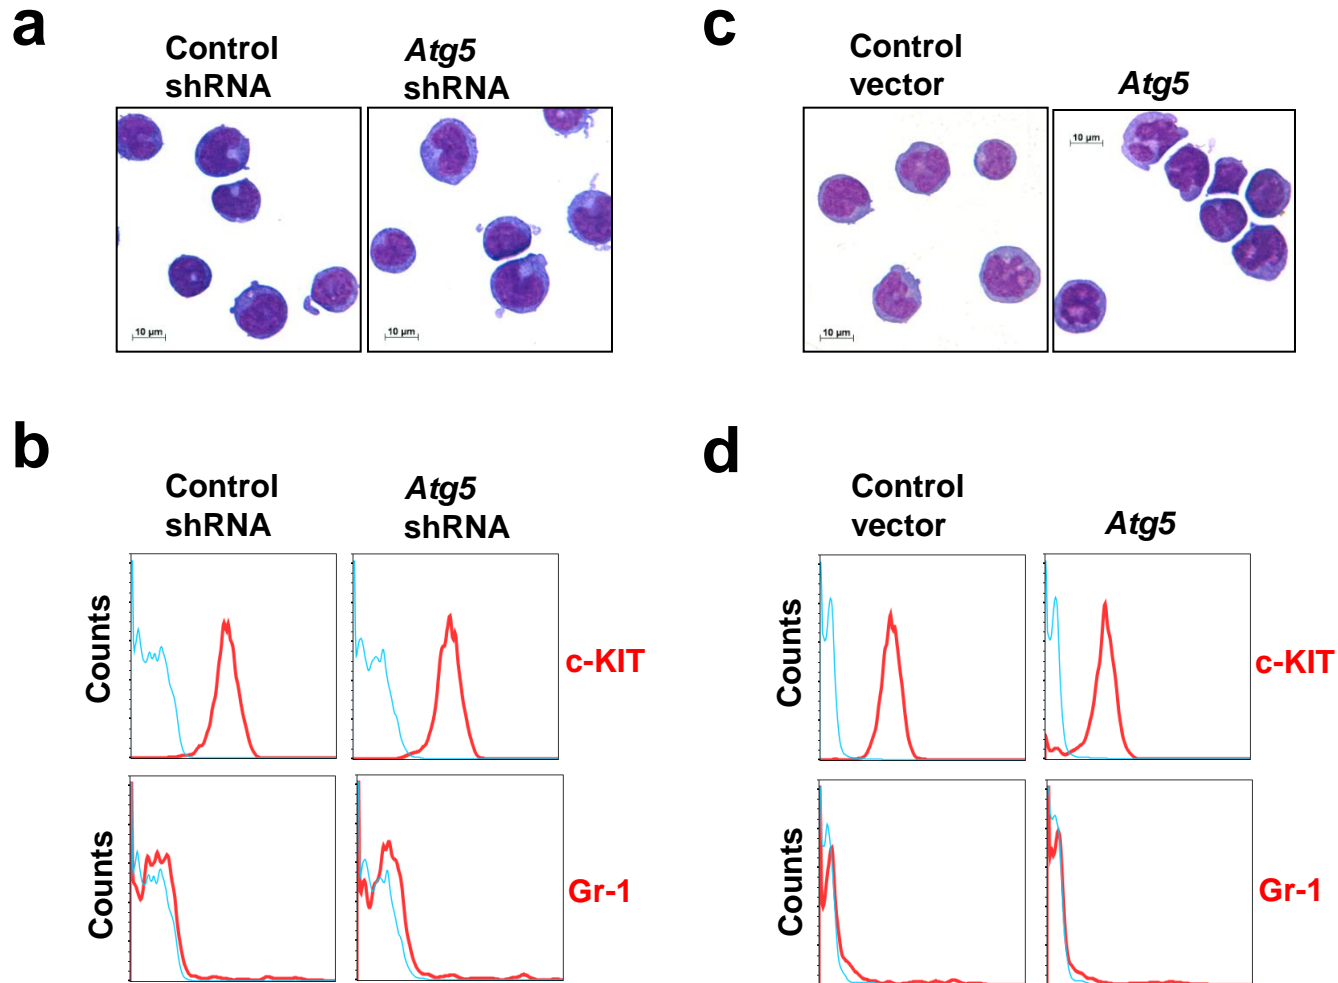 a
Control
shRNA
Atg5
shRNA
10 µm
10 µm
c
Control
vector
Atg5
10 µm
10 µm
b
Control
shRNA
Atg5
shRNA
Counts
c-KIT
Counts
Gr-1
d
Control
vector
Atg5
Counts
c-KIT
Counts
Gr-1